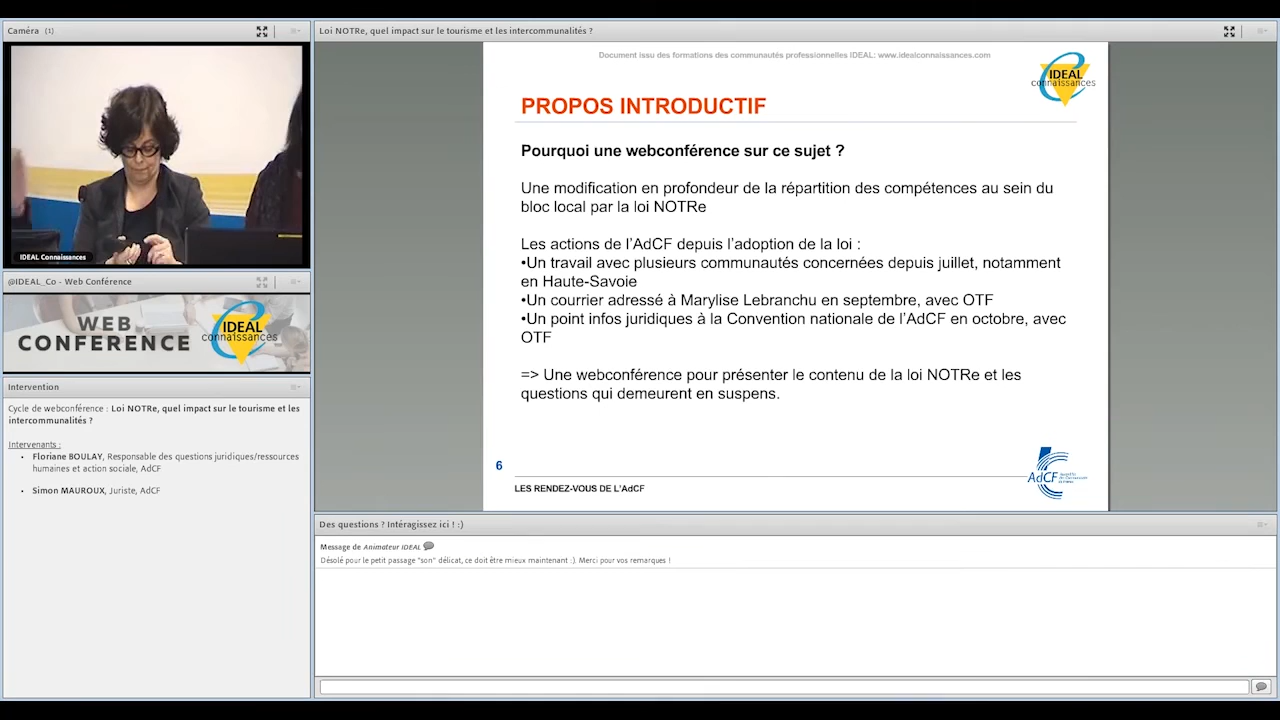 Caméra (1)
IDEAL Connaissances
@IDEAL_Co - Web Conférence
WEB
CONFERENCE
IDEAL
connaissances
Intervention
Cycle de webconférence : Loi NOTRe, quel impact sur le tourisme et les
intercommunalités ?
Intervenants :
• Floriane BOULAY, Responsable des questions juridiques/ressources
humaines et action sociale, AdCF
• Simon MAUROUX, Juriste, AdCF
Loi NOTRe, quel impact sur le tourisme et les intercommunalités ?
Document issu des formations des communautés professionnelles IDEAL: www.idealconnaissances.com
IDEAL
connaissances
PROPOS INTRODUCTIF
Pourquoi une webconférence sur ce sujet ?
Une modification en profondeur de la répartition des compétences au sein du
bloc local par la loi NOTRe
Les actions de l'AdCF depuis l'adoption de la loi :
•Un travail avec plusieurs communautés concernées depuis juillet, notamment
en Haute-Savoie
•Un courrier adressé à Marylise Lebranchu en septembre, avec OTF
•Un point infos juridiques à la Convention nationale de l'AdCF en octobre, avec
OTF
=> Une webconférence pour présenter le contenu de la loi NOTRe et les
questions qui demeurent en suspens.
6
AdCF
LES RENDEZ-VOUS DE L'AdCF
Des questions ? Intéragissez ici ! :)
Message de Animateur IDEAL
Désolé pour le petit passage "son" délicat, ce doit être mieux maintenant :). Merci pour vos remarques !